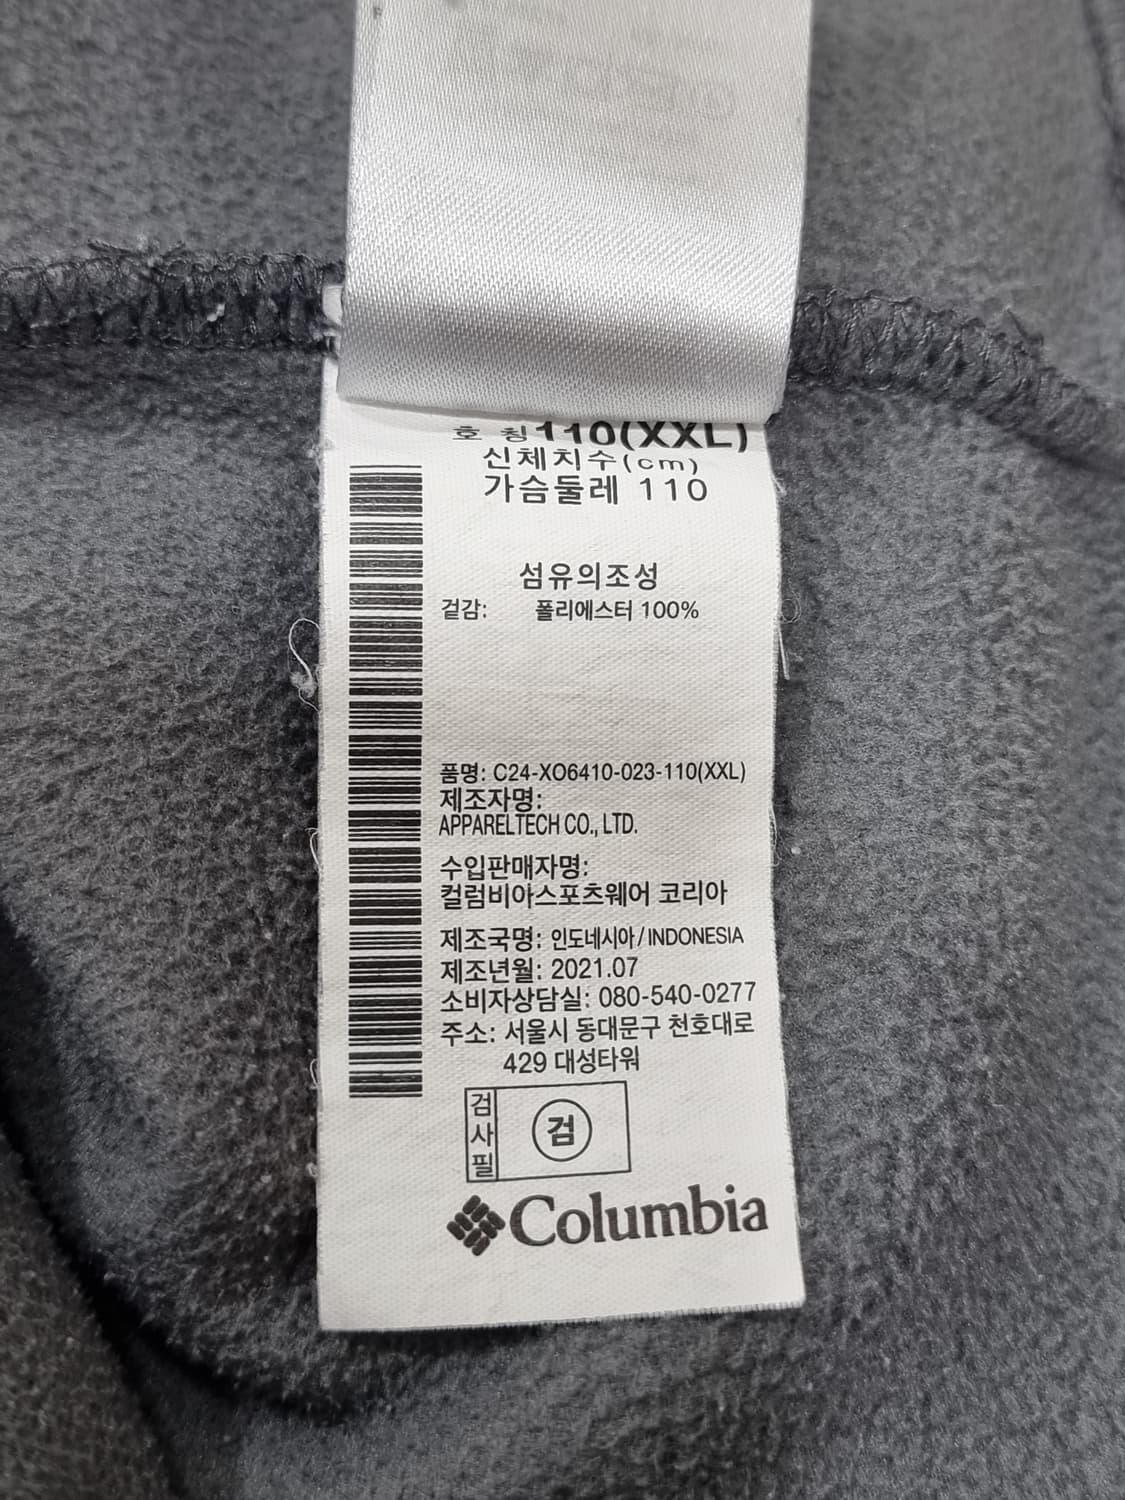 호 칭 110(XXL)
신체치수(cm)
가슴둘레 110
섬유의조성
겉감: 폴리에스터 100%
품명: C24-XO6410-023-110(XXL)
제조자명:
APPARELTECH CO., LTD.
수입판매자명:
컬럼비아스포츠웨어 코리아
제조국명: 인도네시아/INDONESIA
제조년월: 2021.07
소비자상담실: 080-540-0277
주소: 서울시 동대문구 천호대로
429 대성타워
검사필
검
Columbia